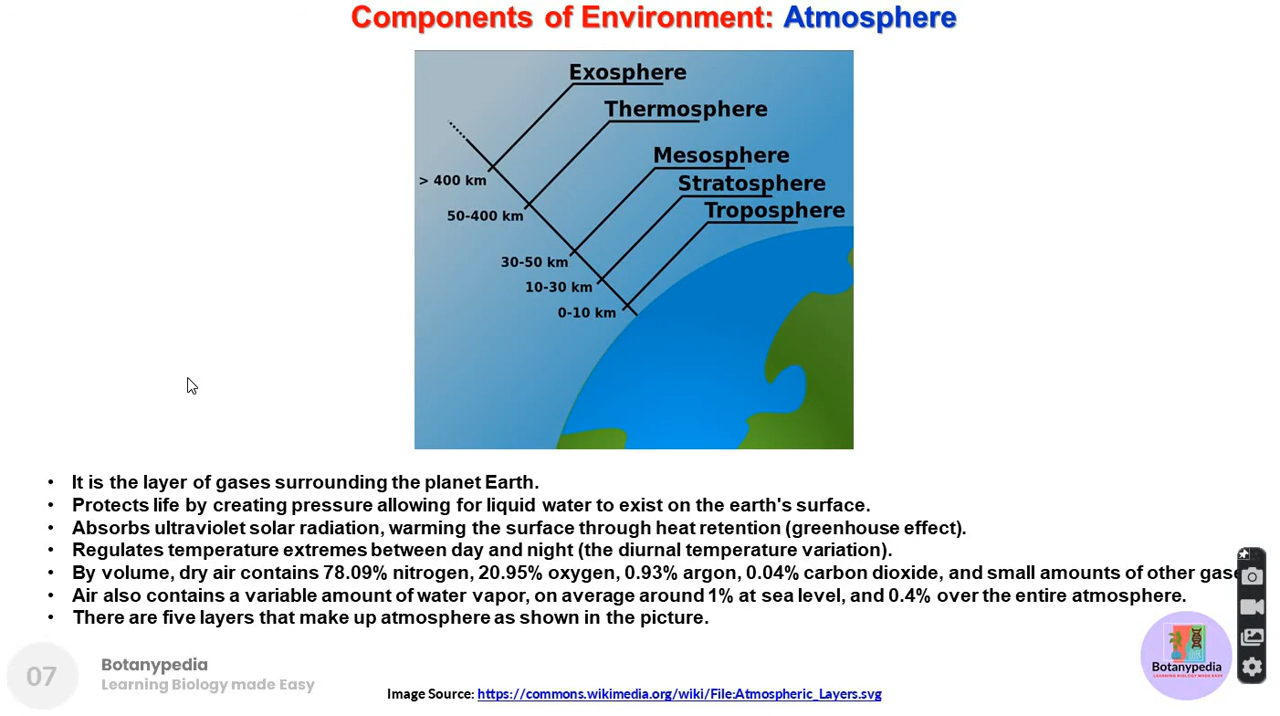 Components of Environment: Atmosphere
Exosphere
Thermosphere
Mesosphere
Stratosphere
Troposphere
> 400 km
50-400 km
30-50 km
10-30 km
0-10 km
• It is the layer of gases surrounding the planet Earth.
• Protects life by creating pressure allowing for liquid water to exist on the earth's surface.
• Absorbs ultraviolet solar radiation, warming the surface through heat retention (greenhouse effect).
• Regulates temperature extremes between day and night (the diurnal temperature variation).
• By volume, dry air contains 78.09% nitrogen, 20.95% oxygen, 0.93% argon, 0.04% carbon dioxide, and small amounts of other gase
• Air also contains a variable amount of water vapor, on average around 1% at sea level, and 0.4% over the entire atmosphere.
• There are five layers that make up atmosphere as shown in the picture.
07
Botanypedia
Learning Biology made Easy
Image Source: https://commons.wikimedia.org/wiki/File:Atmospheric_Layers.svg
Botanypedia
LEARNING BIOLOGY MADE EASY